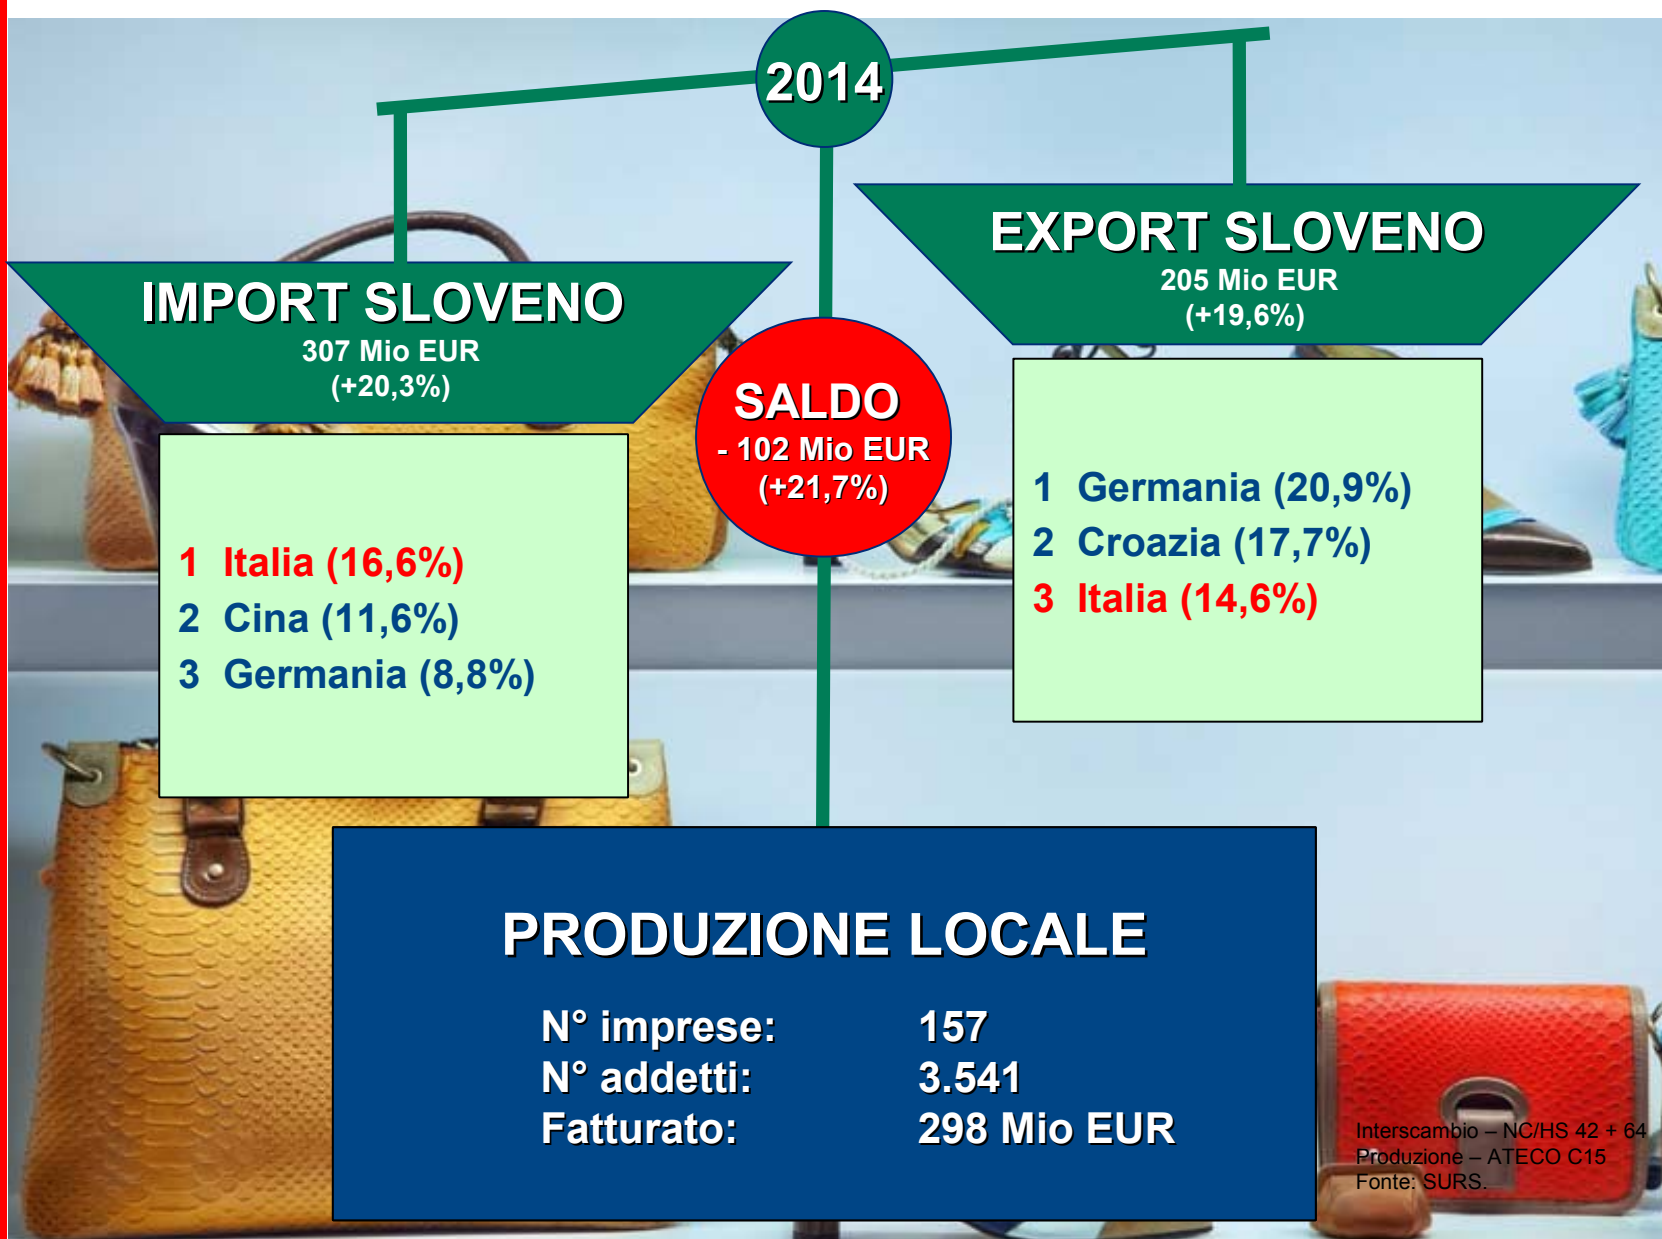 2014
IMPORT SLOVENO
307 Mio EUR
(+20,3%)
1 Italia (16,6%)
2 Cina (11,6%)
3 Germania (8,8%)
SALDO
- 102 Mio EUR
(+21,7%)
EXPORT SLOVENO
205 Mio EUR
(+19,6%)
1 Germania (20,9%)
2 Croazia (17,7%)
3 Italia (14,6%)
PRODUZIONE LOCALE
N° imprese: 157
N° addetti: 3.541
Fatturato: 298 Mio EUR
Interscambio – NC/HS 42 + 64
Produzione – ATECO C15
Fonte: SURS.